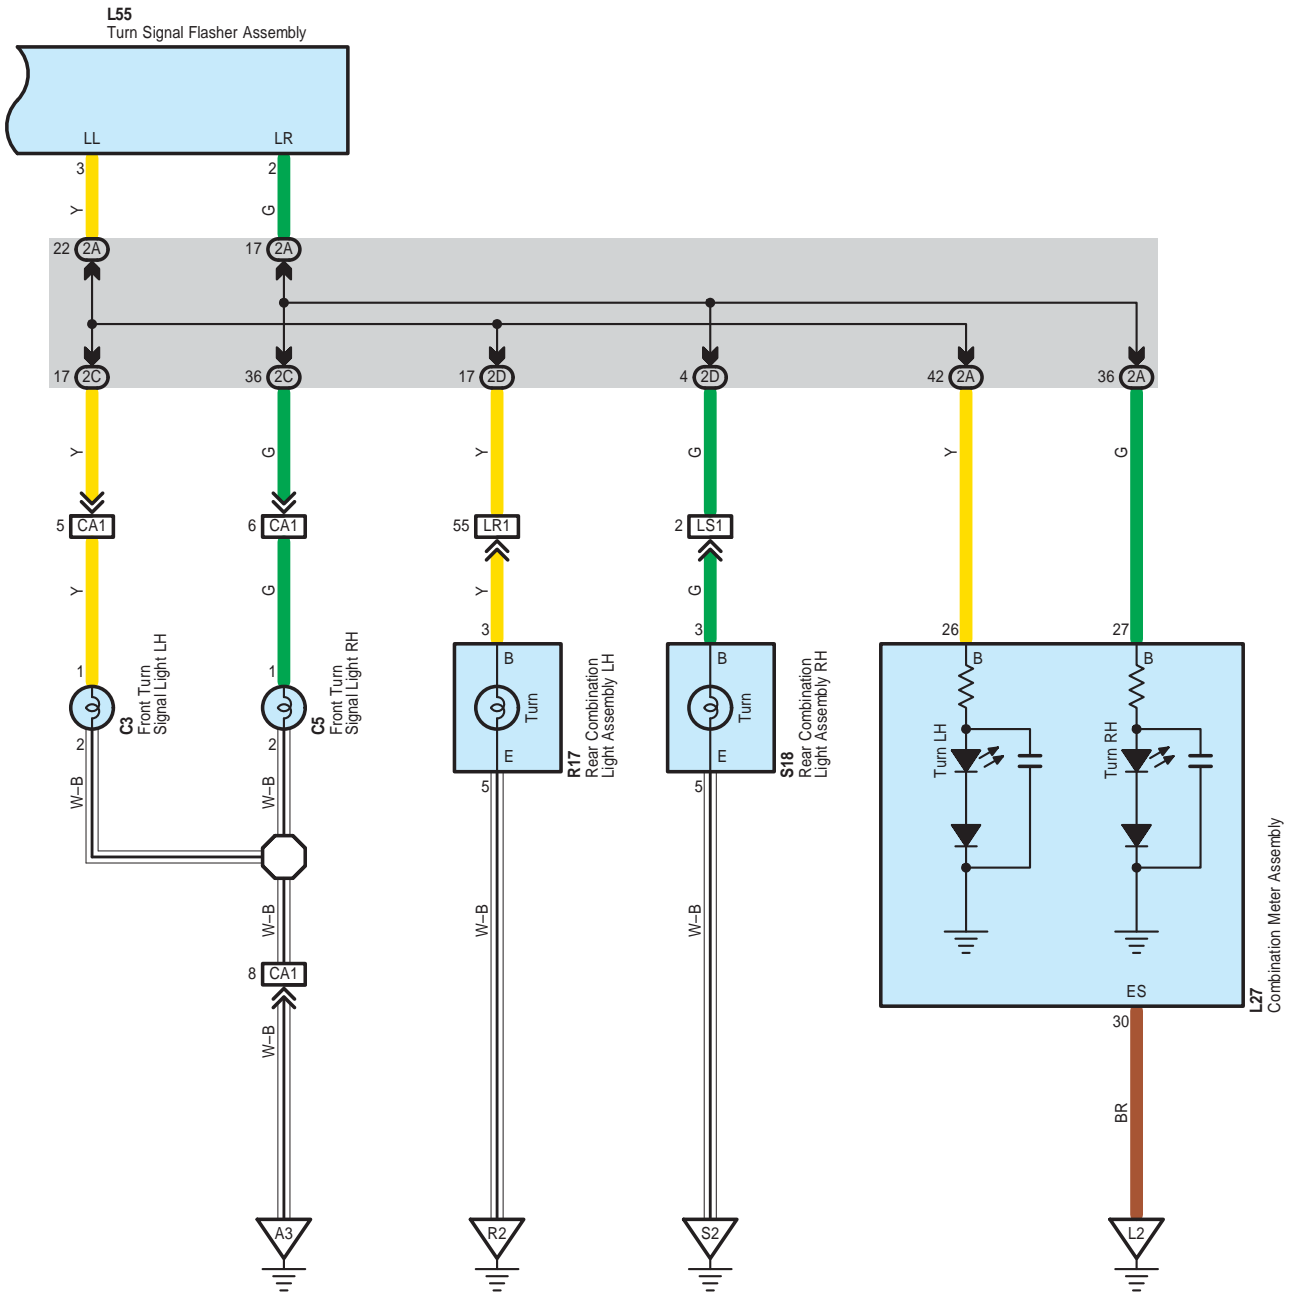 L55
Turn Signal Flasher Assembly
LL
LR
3
2
Y
G
22 2A
17 2A
17 2C
36 2C
17 2D
4 2D
42 2A
36 2A
Y
G
Y
G
Y
G
5 CA1
6 CA1
55 LR1
2 LS1
Y
G
Y
G
3
3
26
27
1
1
C3
Front Turn
Signal Light LH
C5
Front Turn
Signal Light RH
2
2
B
Turn
E
R17
Rear Combination
Light Assembly LH
B
Turn
E
S18
Rear Combination
Light Assembly RH
B
B
Turn LH
Turn RH
5
5
W–B
W–B
W–B
W–B
W–B
8 CA1
W–B
ES
L27
Combination Meter Assembly
30
BR
A3
R2
S2
L2